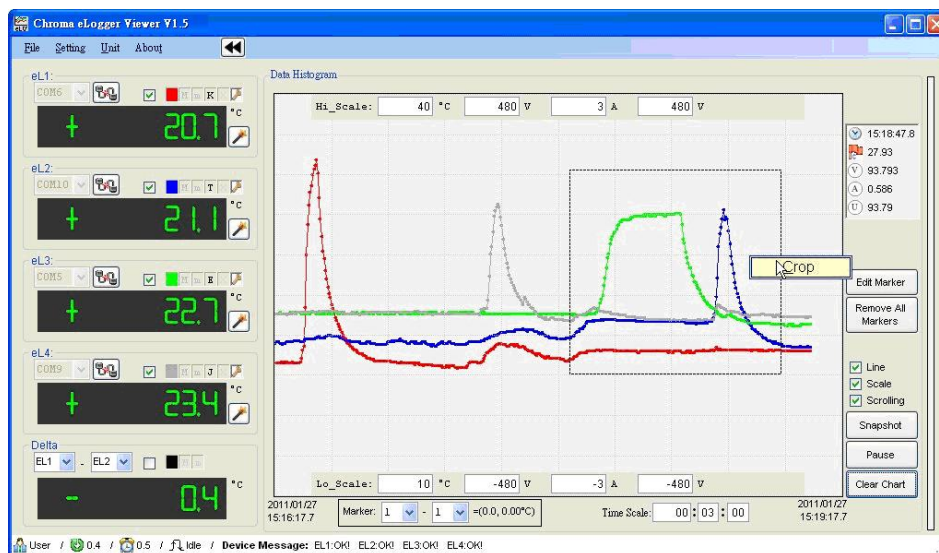 Chroma eLogger Viewer V1.5
File Setting Unit About
eL1:
COM6 K
+ 20.7 °C
eL2:
COM10 T
+ 21.1 °C
eL3:
COM5 E
+ 22.7 °C
eL4:
COM9 J
+ 23.4 °C
Delta
EL1 - EL2
- 0.4 °C
Data Histogram
Hi_Scale: 40 °C 480 V 3 A 480 V
Crop
Lo_Scale: 10 °C -480 V -3 A -480 V
2011/01/27
15:16:17.7
Marker: 1 - 1 =(0.0, 0.00°C)
Time Scale: 00 : 03 : 00
2011/01/27
15:19:17.7
15:18:47.8
27.93
V 93.793
A 0.586
U 93.79
Edit Marker
Remove All
Markers
Line
Scale
Scrolling
Snapshot
Pause
Clear Chart
User / 0.4 / 0.5 / Idle / Device Message: EL1:OK! EL2:OK! EL3:OK! EL4:OK!